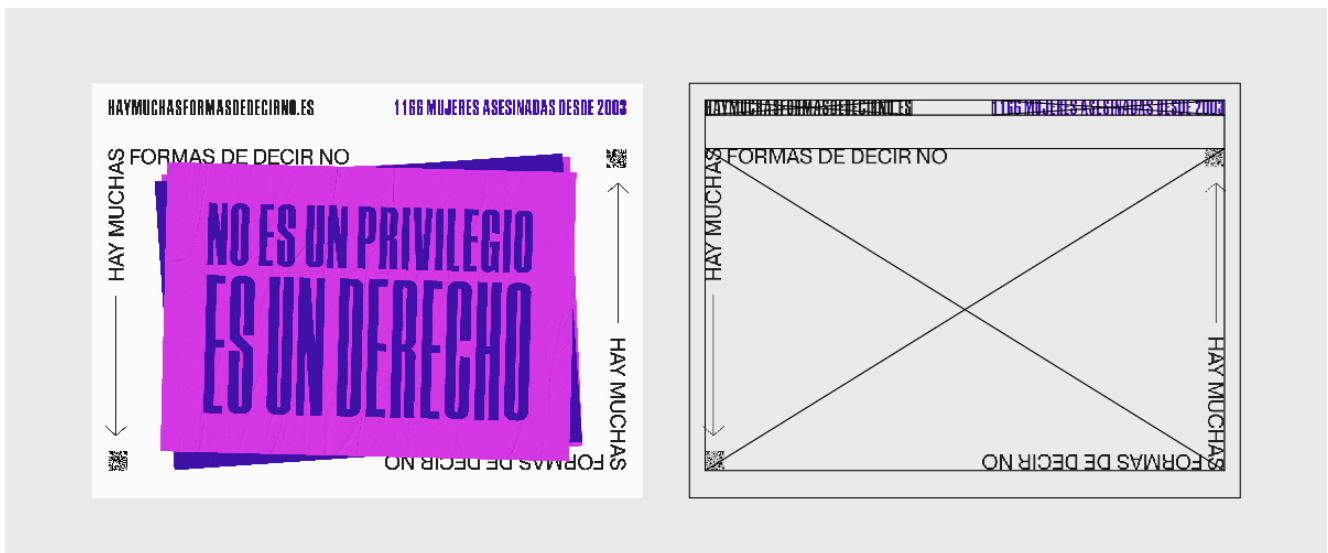 HAYMUCHASFORMASDEDECIRNO.ES
1166 MUJERES ASESINADAS DESDE 2003
HAY MUCHAS
FORMAS DE DECIR NO
NO ES UN PRIVILEGIO
ES UN DERECHO
HAY MUCHAS
FORMAS DE DECIR NO
HAYMUCHASFORMASDEDECIRNO.ES
1166 MUJERES ASESINADAS DESDE 2003
HAY MUCHAS
FORMAS DE DECIR NO
HAY MUCHAS
FORMAS DE DECIR NO